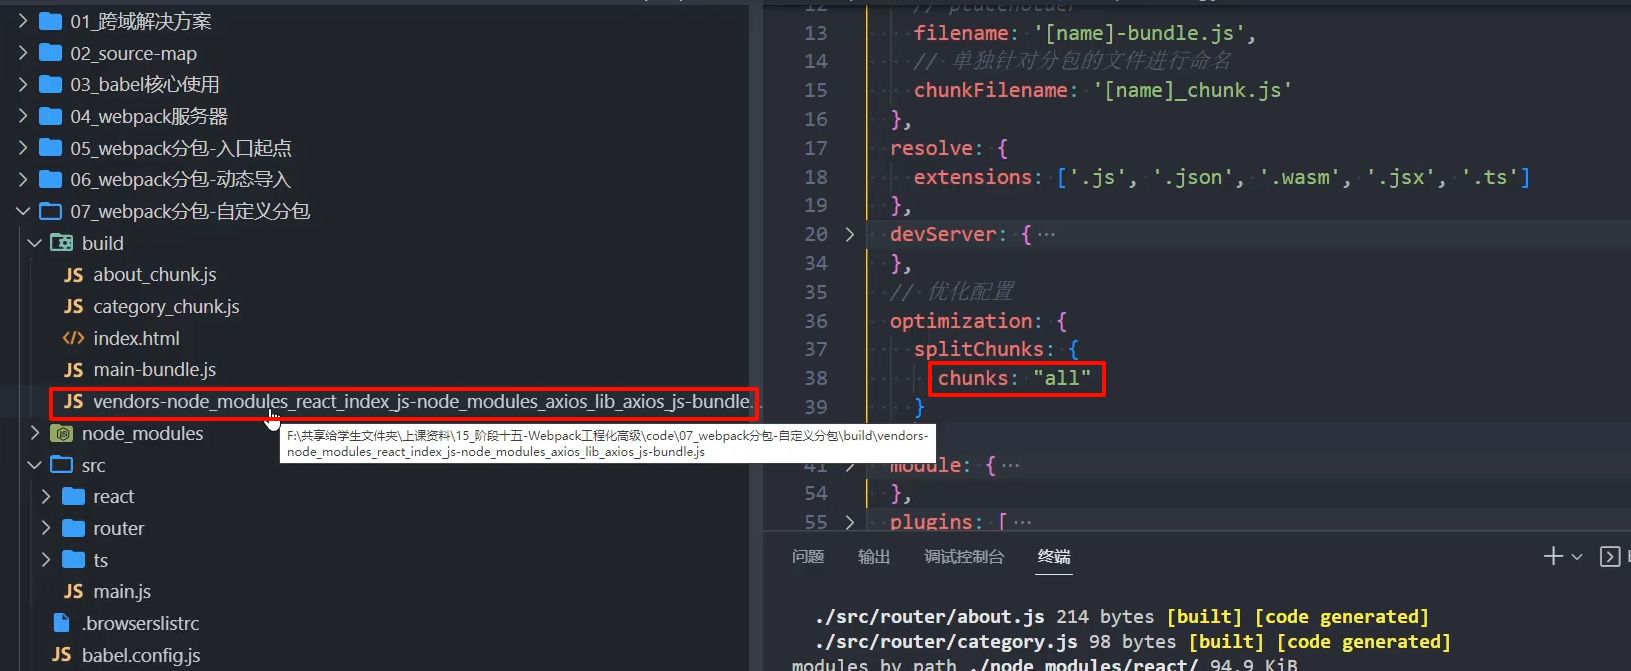 01_跨域解决方案
02_source-map
03_babel核心使用
04_webpack服务器
05_webpack分包-入口起点
06_webpack分包-动态导入
07_webpack分包-自定义分包
build
JS about_chunk.js
JS category_chunk.js
</> index.html
JS main-bundle.js
JS vendors-node_modules_react_index_js-node_modules_axios_lib_axios_js-bundle...
F:\共享给学生文件夹\上课资料\15_阶段十五-Webpack工程化高级\code\07_webpack分包-自定义分包\build\vendors-
node_modules_react_index_js-node_modules_axios_lib_axios_js-bundle.js
node_modules
src
react
router
ts
JS main.js
.browserslistrc
JS babel.config.js
12 // placeholder
13 filename: '[name]-bundle.js',
14 // 单独针对分包的文件进行命名
15 chunkFilename: '[name]_chunk.js'
16 },
17 resolve: {
18 extensions: ['.js', '.json', '.wasm', '.jsx', '.ts']
19 },
20 devServer: {···
34 },
35 // 优化配置
36 optimization: {
37 splitChunks: {
38 chunks: "all"
39 }
41 module: {···
54 },
55 plugins: [···
问题 输出 调试控制台 终端
./src/router/about.js 214 bytes [built] [code generated]
./src/router/category.js 98 bytes [built] [code generated]
modules by path ./node_modules/react/ 94.9 KiB